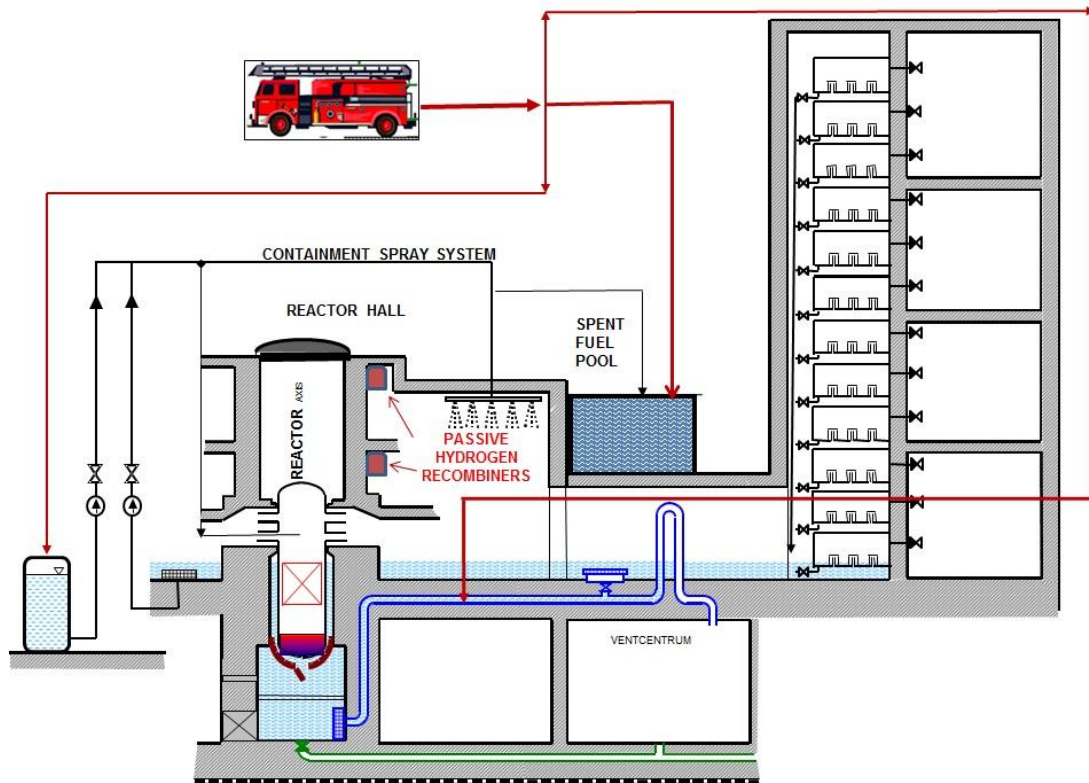 CONTAINMENT SPRAY SYSTEM
REACTOR HALL
SPENT
FUEL
POOL
REACTOR AXIS
PASSIVE
HYDROGEN
RECOMBINERS
VENTCENTRUM